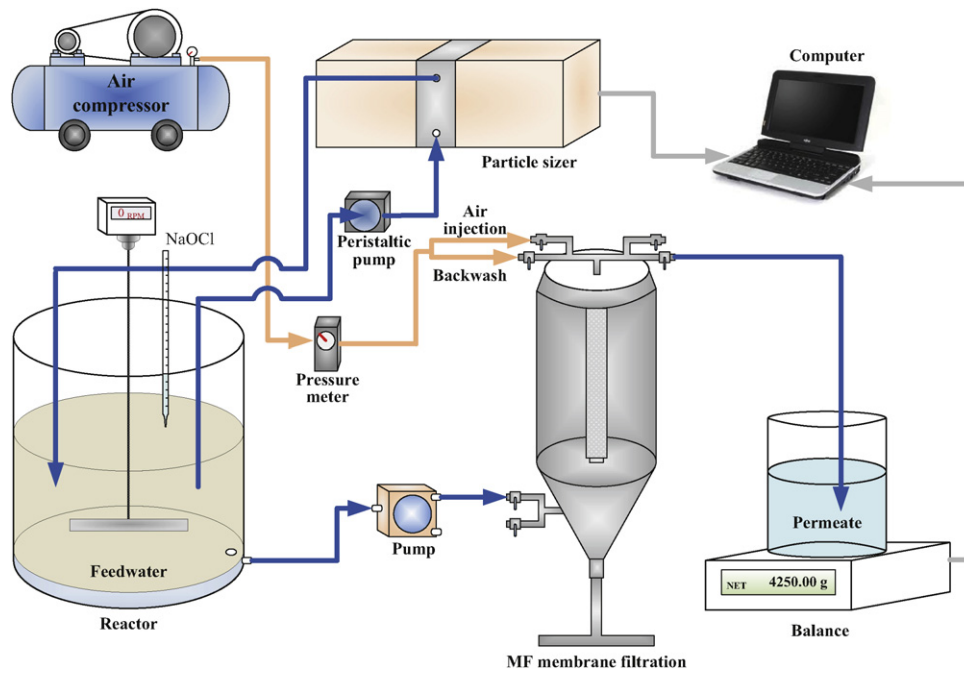 Air
compressor
Particle sizer
Computer
0 RPM
NaOCl
Peristaltic
pump
Air
injection
Backwash
Pressure
meter
Permeate
Pump
Feedwater
NET 4250.00 g
Reactor
Balance
MF membrane filtration